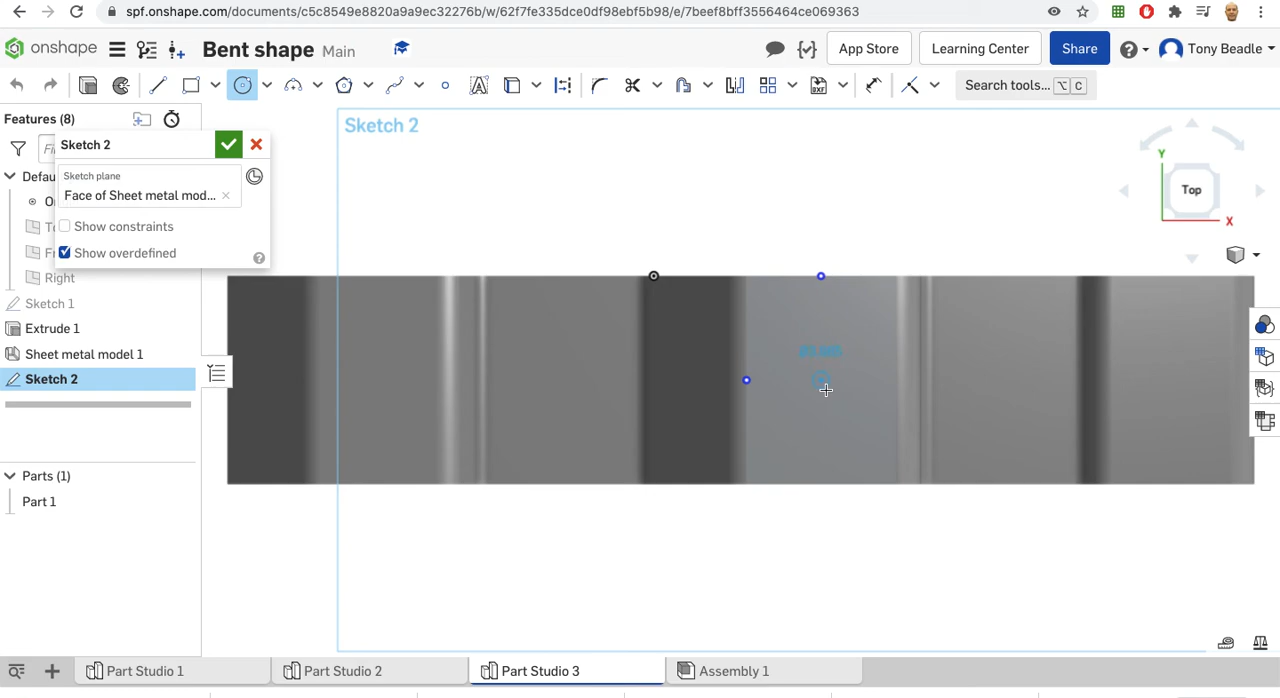 spf.onshape.com/documents/c5c8549e8820a9a9ec32276b/w/62f7fe335dce0df98ebf5b98/e/7beef8bff3556464ce069363
onshape Bent shape Main App Store Learning Center Share Tony Beadle
Search tools... ⌥ C
Features (8)
Sketch 2
Sketch plane
Face of Sheet metal mod...
Show constraints
Show overdefined
Right
Sketch 1
Extrude 1
Sheet metal model 1
Sketch 2
Parts (1)
Part 1
Sketch 2
Y
Top
X
Part Studio 1
Part Studio 2
Part Studio 3
Assembly 1